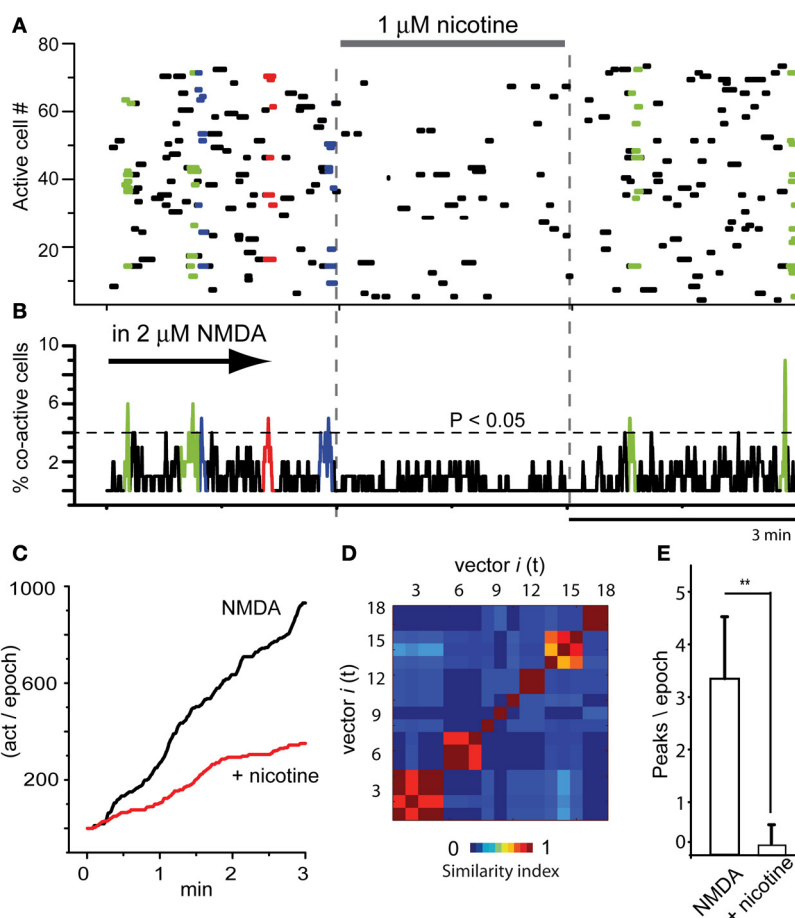 A
1 μM nicotine
80
60
40
20
Active cell #
B
in 2 μM NMDA
10
6
2
% co-active cells
P < 0.05
3 min
C
1000
600
200
(act / epoch)
NMDA
+ nicotine
0 1 2 3
min
D
vector i (t)
3 6 9 12 15 18
18
15
12
9
6
3
vector i (t)
0 1
Similarity index
E
**
5
4
3
2
1
0
Peaks \ epoch
NMDA
+ nicotine